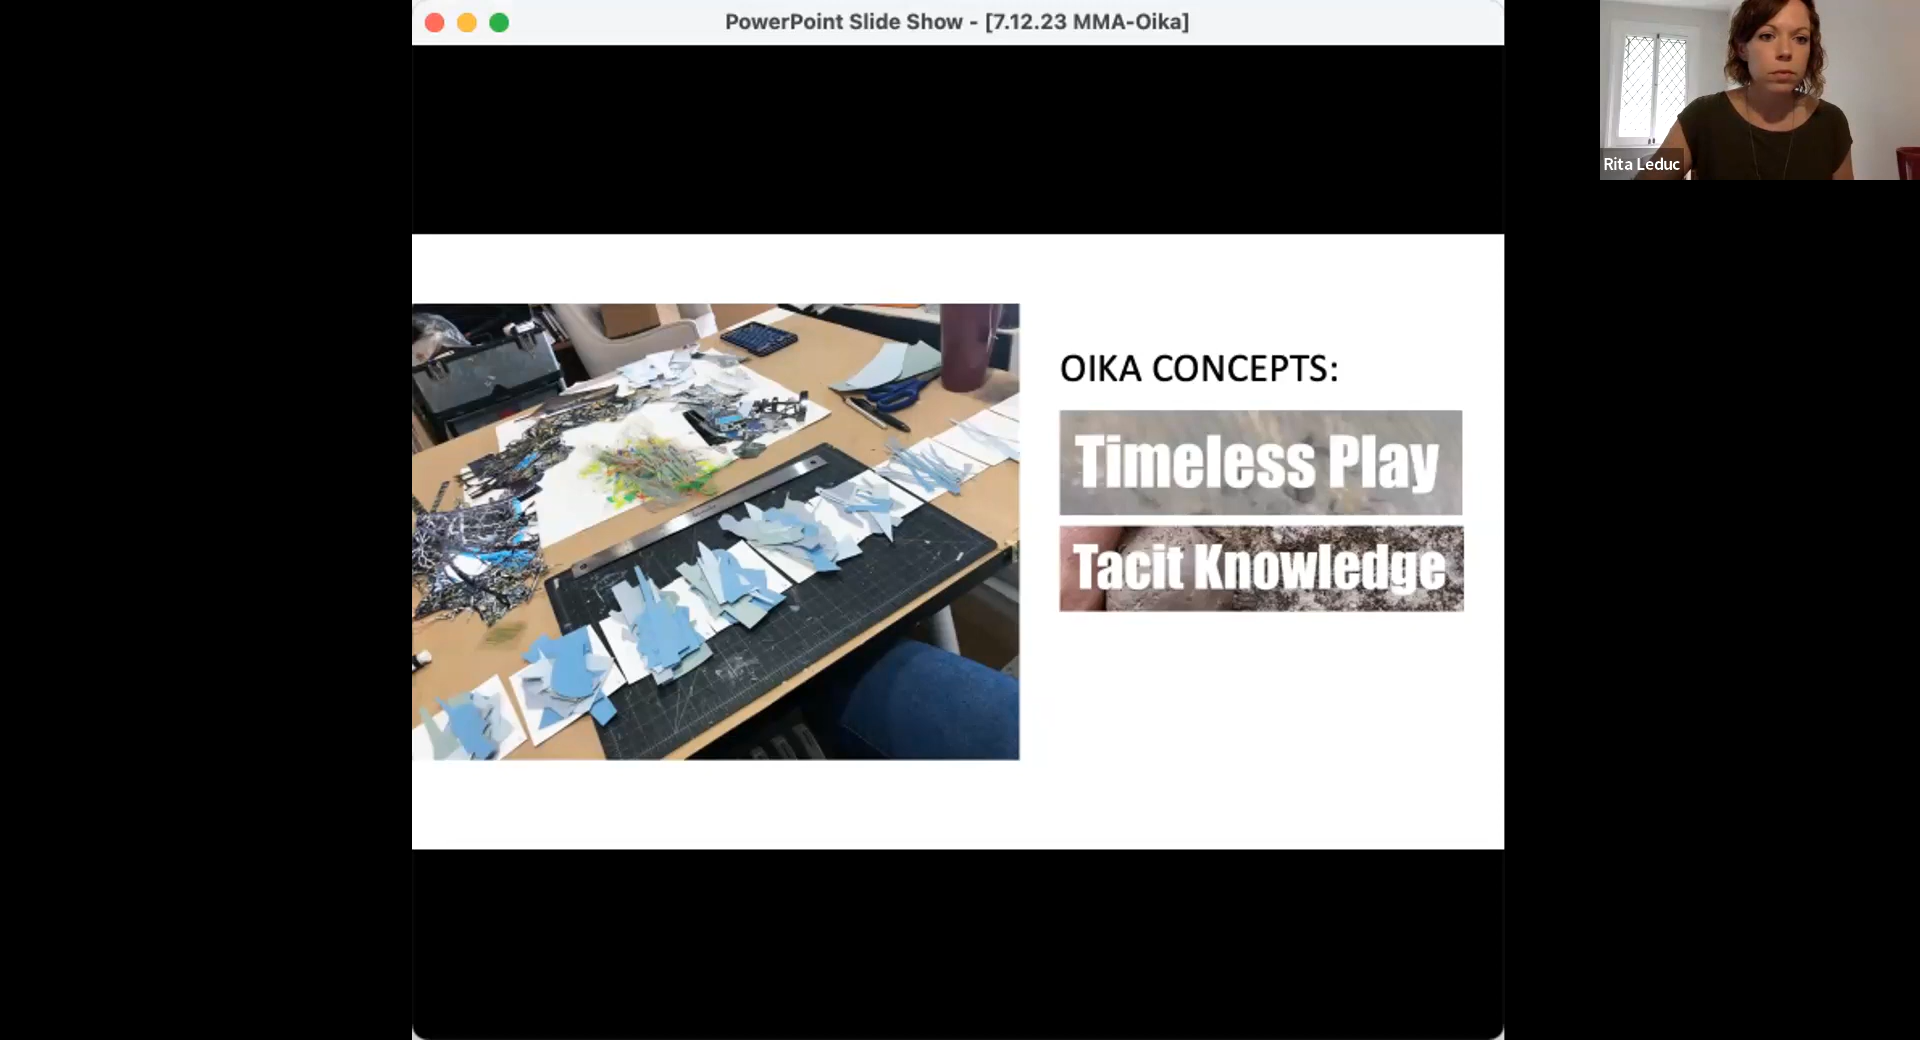 PowerPoint Slide Show - [7.12.23 MMA-Oika]
Rita Leduc
OIKA CONCEPTS:
Timeless Play
Tacit Knowledge